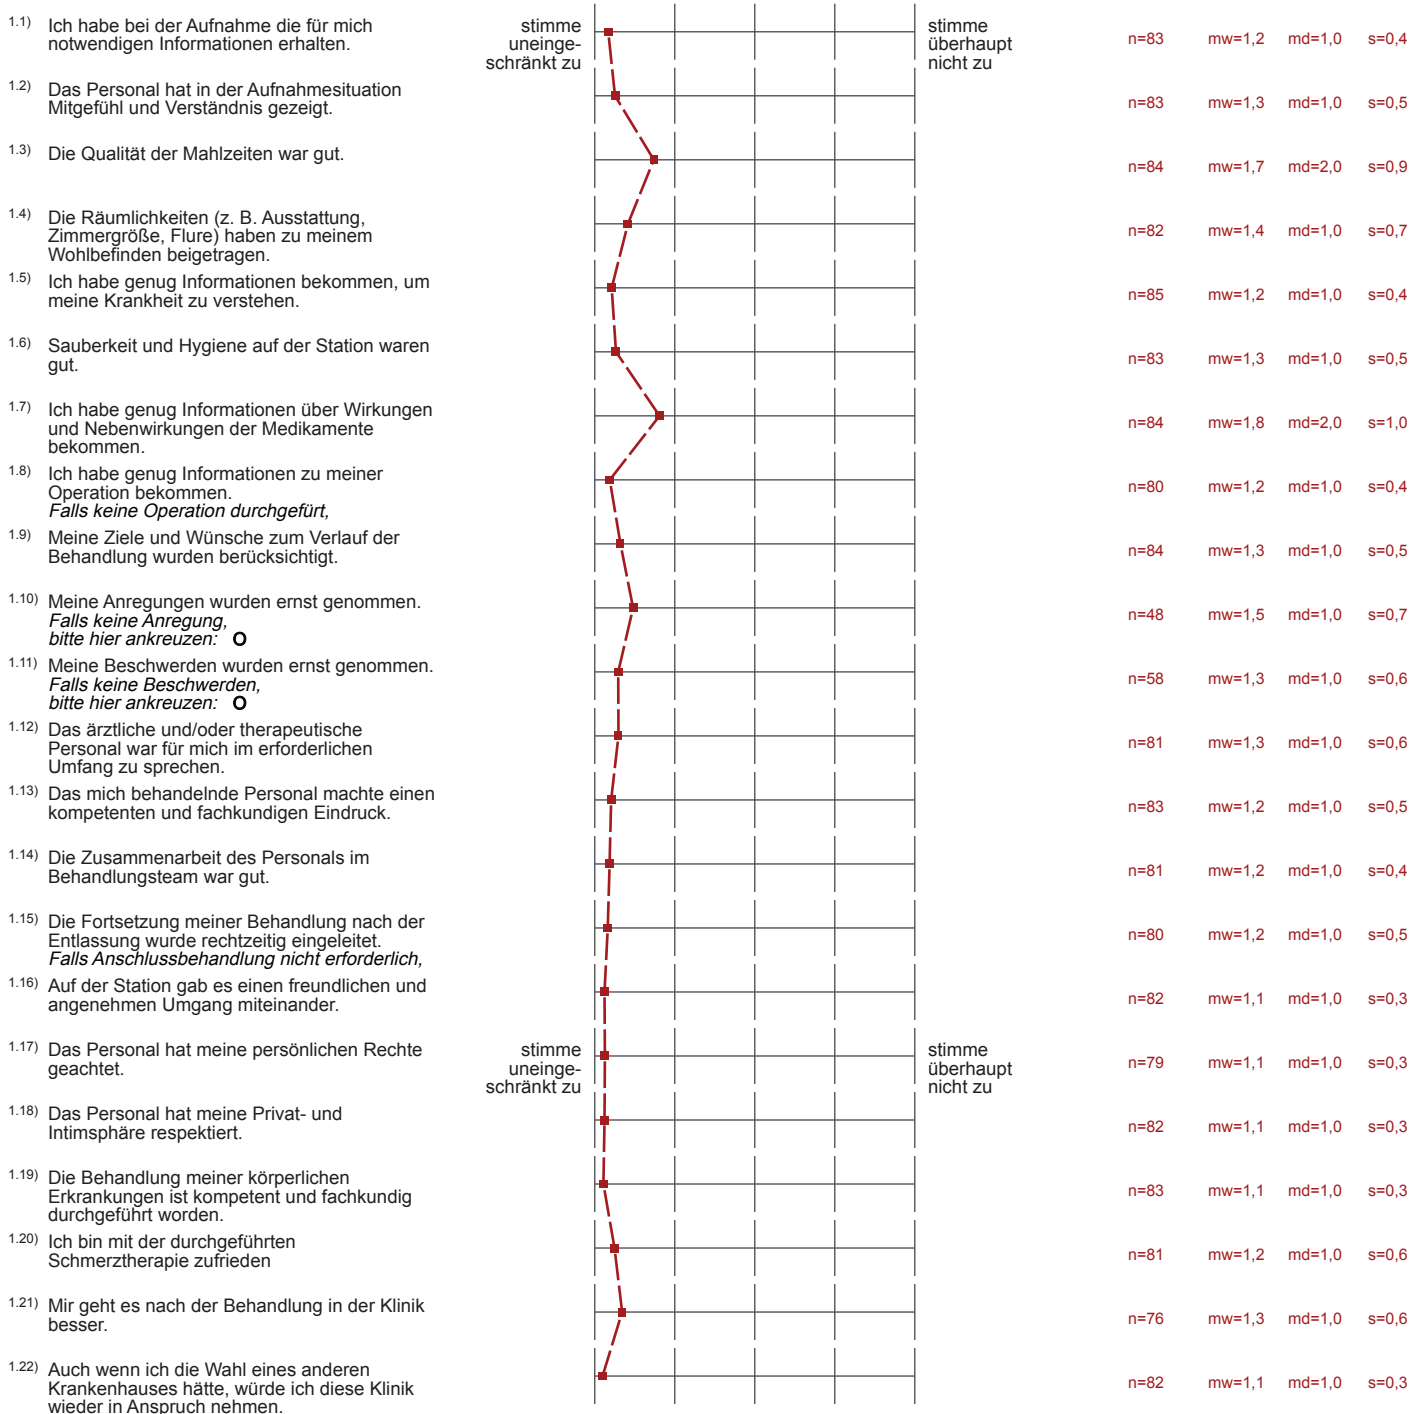 1.1) Ich habe bei der Aufnahme die für mich
notwendigen Informationen erhalten.
stimme
uneinge-
schränkt zu
stimme
überhaupt
nicht zu
n=83 mw=1,2 md=1,0 s=0,4
1.2) Das Personal hat in der Aufnahmesituation
Mitgefühl und Verständnis gezeigt.
n=83 mw=1,3 md=1,0 s=0,5
1.3) Die Qualität der Mahlzeiten war gut.
n=84 mw=1,7 md=2,0 s=0,9
1.4) Die Räumlichkeiten (z. B. Ausstattung,
Zimmergröße, Flure) haben zu meinem
Wohlbefinden beigetragen.
n=82 mw=1,4 md=1,0 s=0,7
1.5) Ich habe genug Informationen bekommen, um
meine Krankheit zu verstehen.
n=85 mw=1,2 md=1,0 s=0,4
1.6) Sauberkeit und Hygiene auf der Station waren
gut.
n=83 mw=1,3 md=1,0 s=0,5
1.7) Ich habe genug Informationen über Wirkungen
und Nebenwirkungen der Medikamente
bekommen.
n=84 mw=1,8 md=2,0 s=1,0
1.8) Ich habe genug Informationen zu meiner
Operation bekommen.
Falls keine Operation durchgefürt,
n=80 mw=1,2 md=1,0 s=0,4
1.9) Meine Ziele und Wünsche zum Verlauf der
Behandlung wurden berücksichtigt.
n=84 mw=1,3 md=1,0 s=0,5
1.10) Meine Anregungen wurden ernst genommen.
Falls keine Anregung,
bitte hier ankreuzen: O
n=48 mw=1,5 md=1,0 s=0,7
1.11) Meine Beschwerden wurden ernst genommen.
Falls keine Beschwerden,
bitte hier ankreuzen: O
n=58 mw=1,3 md=1,0 s=0,6
1.12) Das ärztliche und/oder therapeutische
Personal war für mich im erforderlichen
Umfang zu sprechen.
n=81 mw=1,3 md=1,0 s=0,6
1.13) Das mich behandelnde Personal machte einen
kompetenten und fachkundigen Eindruck.
n=83 mw=1,2 md=1,0 s=0,5
1.14) Die Zusammenarbeit des Personals im
Behandlungsteam war gut.
n=81 mw=1,2 md=1,0 s=0,4
1.15) Die Fortsetzung meiner Behandlung nach der
Entlassung wurde rechtzeitig eingeleitet.
Falls Anschlussbehandlung nicht erforderlich,
n=80 mw=1,2 md=1,0 s=0,5
1.16) Auf der Station gab es einen freundlichen und
angenehmen Umgang miteinander.
n=82 mw=1,1 md=1,0 s=0,3
1.17) Das Personal hat meine persönlichen Rechte
geachtet.
stimme
uneinge-
schränkt zu
stimme
überhaupt
nicht zu
n=79 mw=1,1 md=1,0 s=0,3
1.18) Das Personal hat meine Privat- und
Intimsphäre respektiert.
n=82 mw=1,1 md=1,0 s=0,3
1.19) Die Behandlung meiner körperlichen
Erkrankungen ist kompetent und fachkundig
durchgeführt worden.
n=83 mw=1,1 md=1,0 s=0,3
1.20) Ich bin mit der durchgeführten
Schmerztherapie zufrieden
n=81 mw=1,2 md=1,0 s=0,6
1.21) Mir geht es nach der Behandlung in der Klinik
besser.
n=76 mw=1,3 md=1,0 s=0,6
1.22) Auch wenn ich die Wahl eines anderen
Krankenhauses hätte, würde ich diese Klinik
wieder in Anspruch nehmen.
n=82 mw=1,1 md=1,0 s=0,3